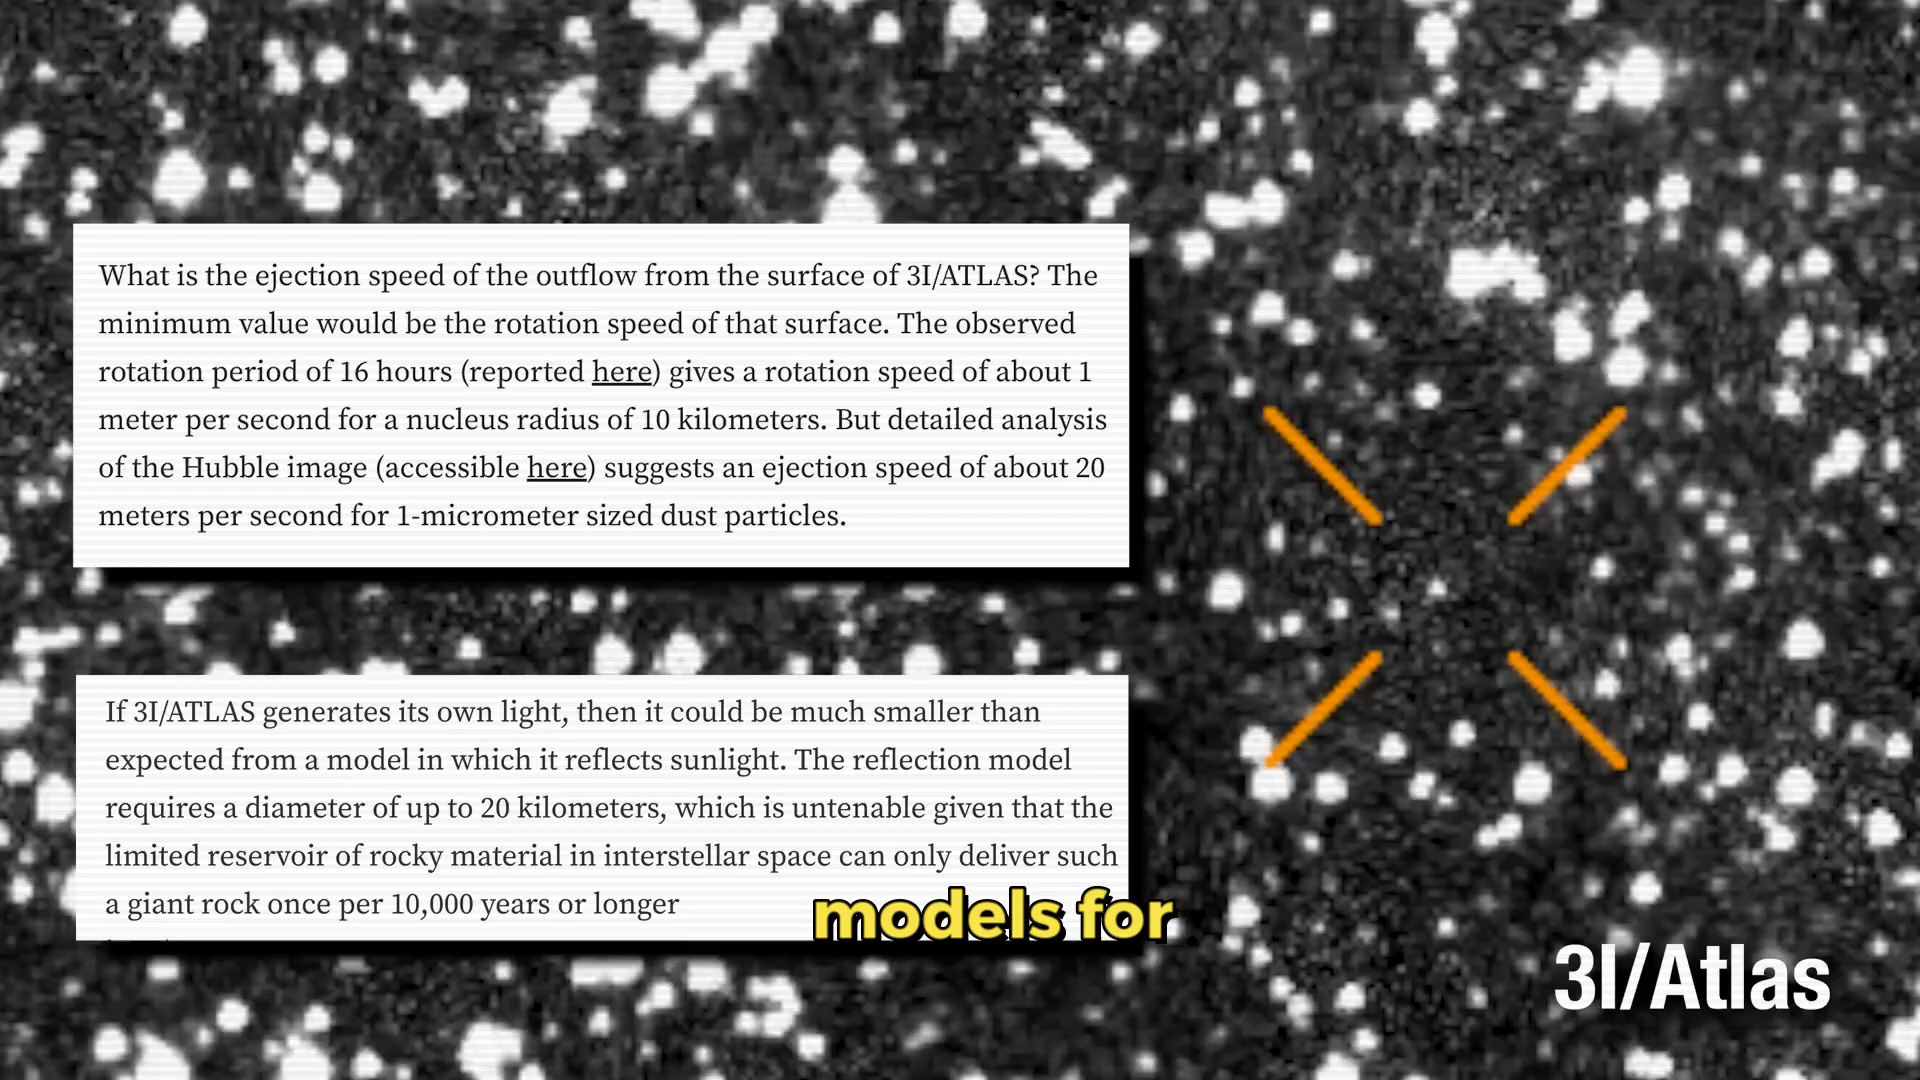 What is the ejection speed of the outflow from the surface of 3I/ATLAS? The
minimum value would be the rotation speed of that surface. The observed
rotation period of 16 hours (reported here) gives a rotation speed of about 1
meter per second for a nucleus radius of 10 kilometers. But detailed analysis
of the Hubble image (accessible here) suggests an ejection speed of about 20
meters per second for 1-micrometer sized dust particles.
If 3I/ATLAS generates its own light, then it could be much smaller than
expected from a model in which it reflects sunlight. The reflection model
requires a diameter of up to 20 kilometers, which is untenable given that the
limited reservoir of rocky material in interstellar space can only deliver such
a giant rock once per 10,000 years or longer
models for
3I/Atlas